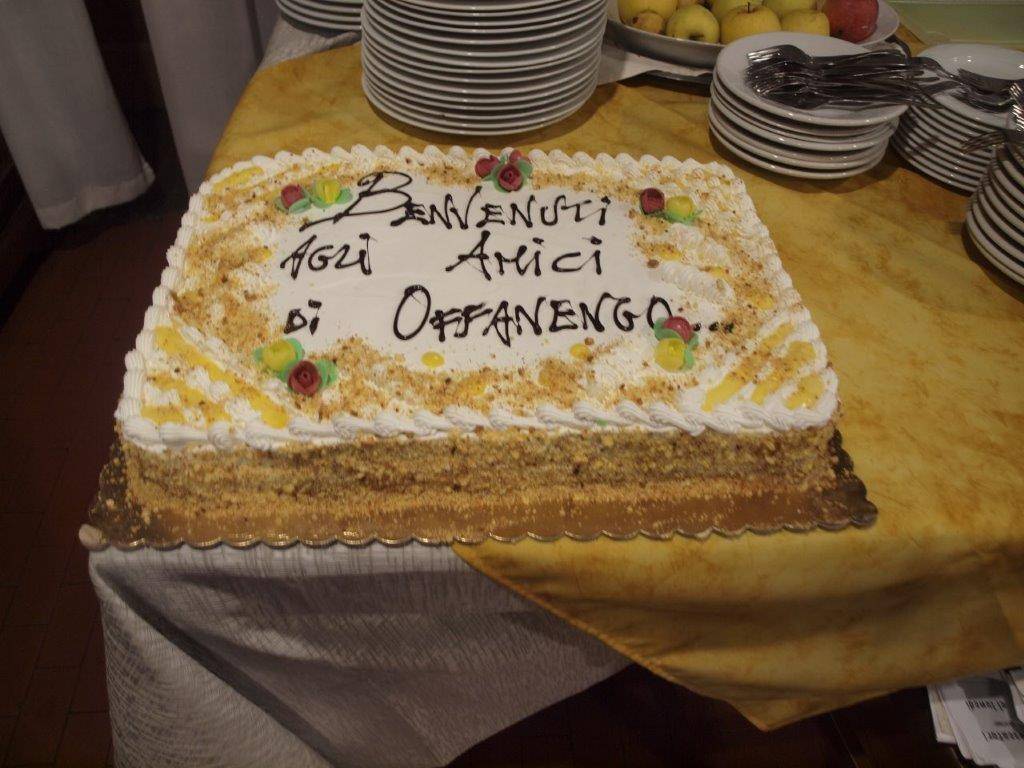 BENVENUTI
AGLI AMICI
DI OFFANENGO...